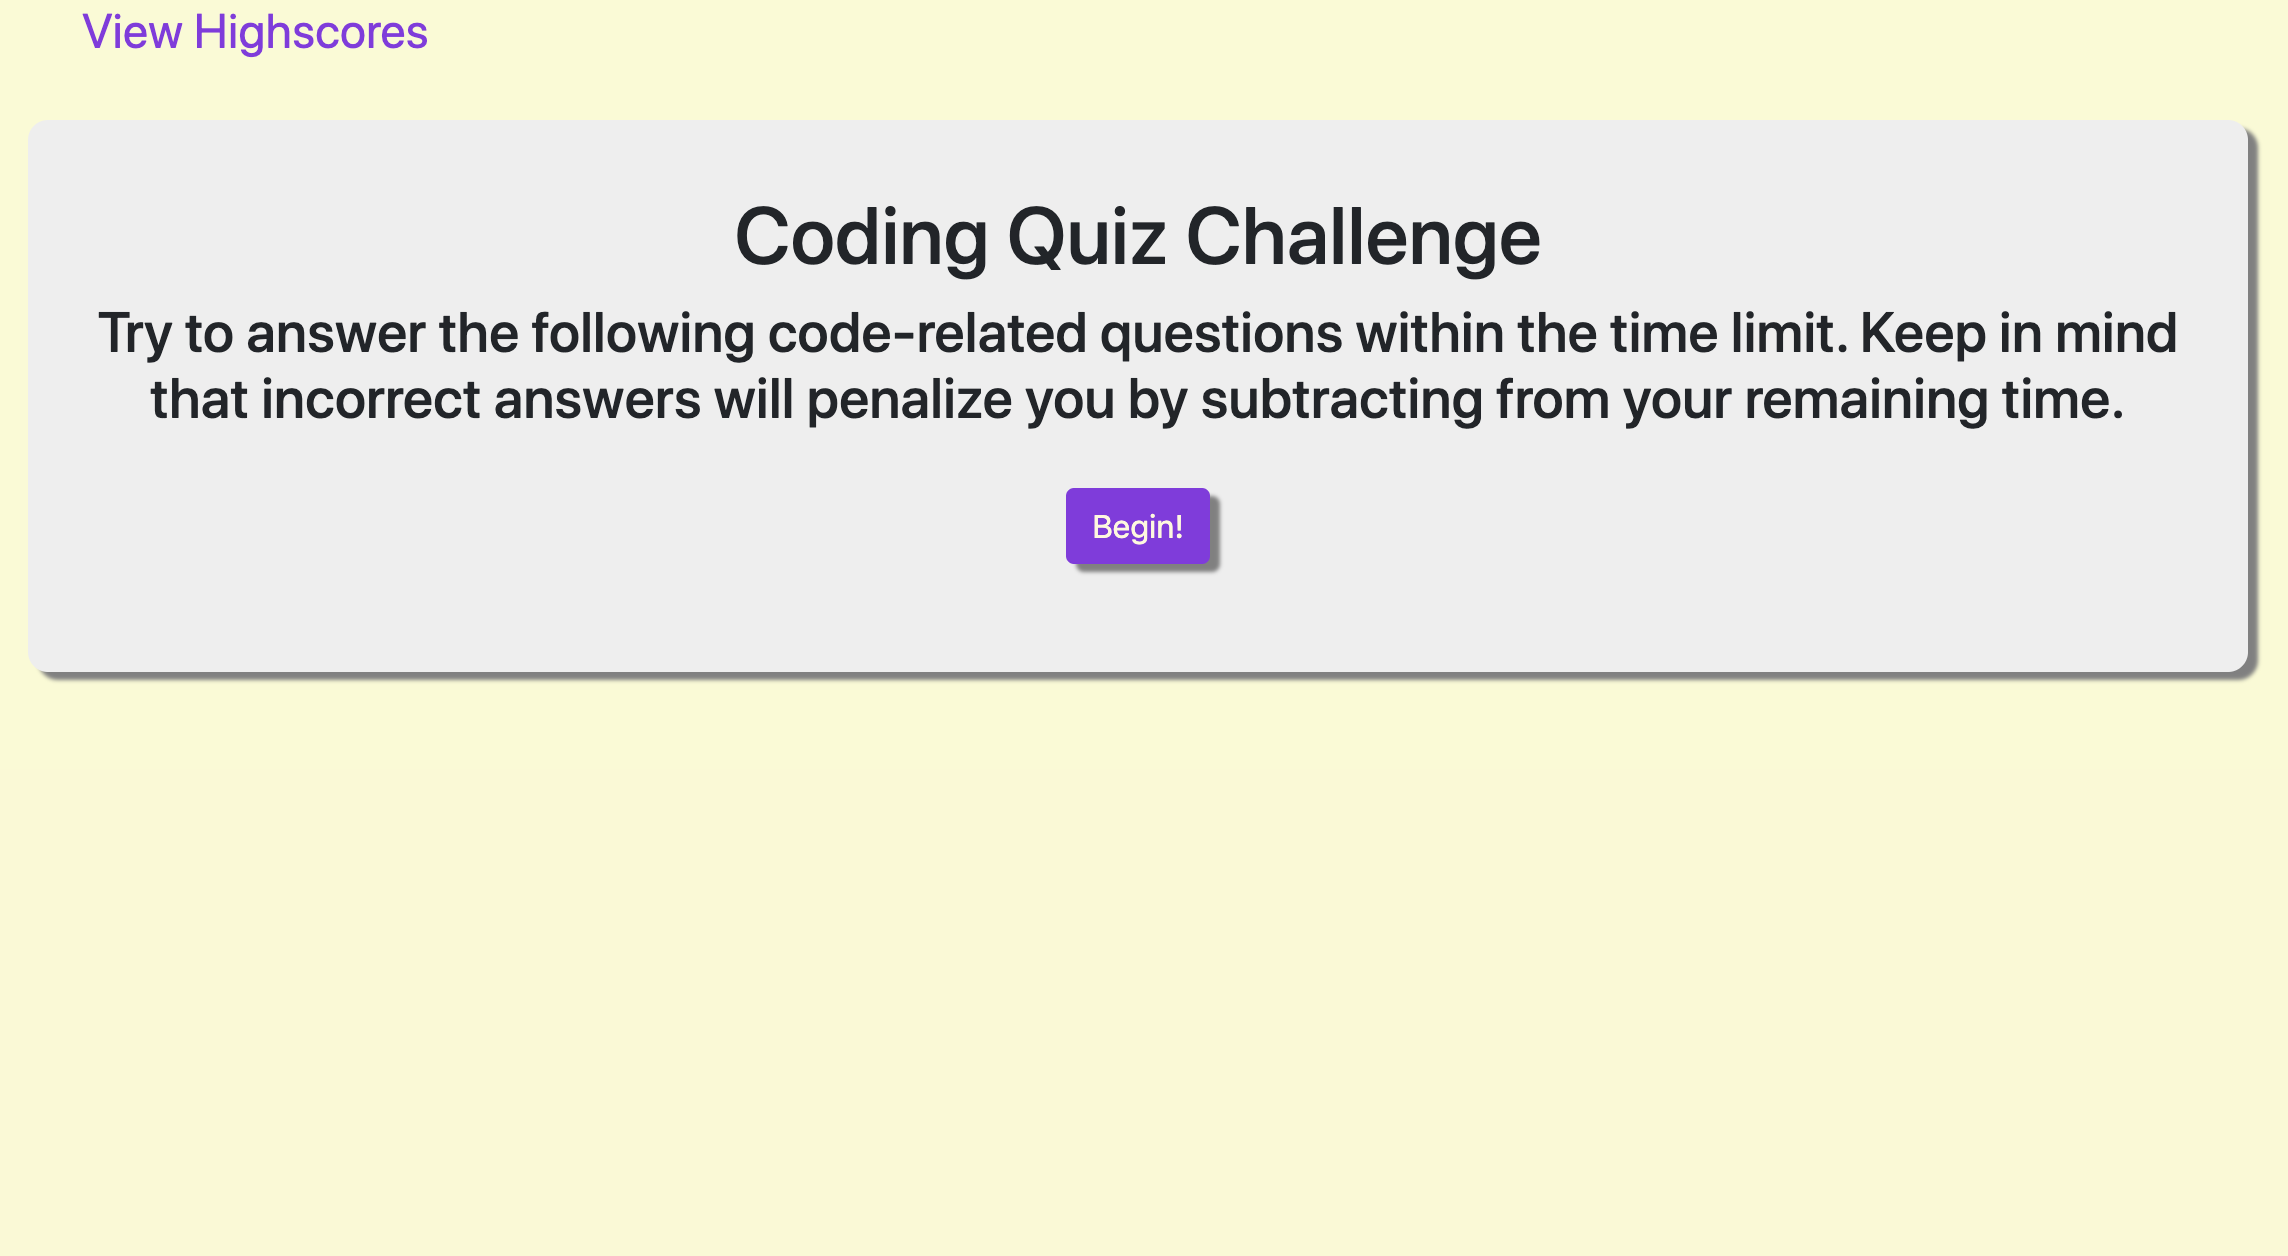 View Highscores
Coding Quiz Challenge
Try to answer the following code-related questions within the time limit. Keep in mind
that incorrect answers will penalize you by subtracting from your remaining time.
Begin!